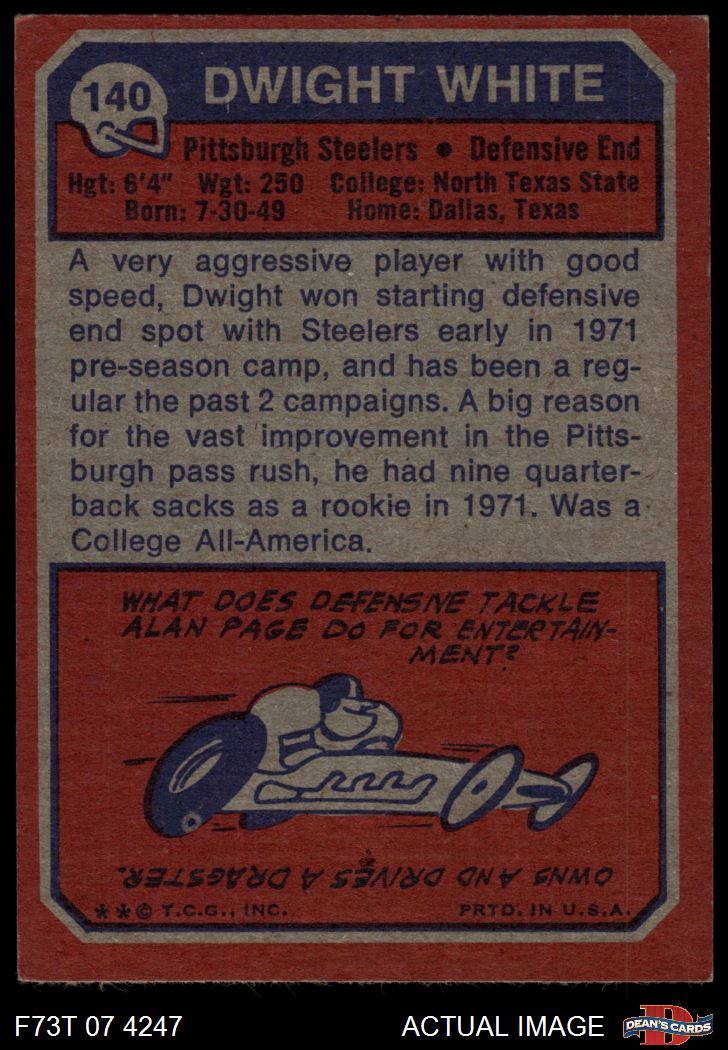 140
DWIGHT WHITE
Pittsburgh Steelers • Defensive End
Hgt: 6'4" Wgt: 250 College: North Texas State
Born: 7-30-49 Home: Dallas, Texas
A very aggressive player with good
speed, Dwight won starting defensive
end spot with Steelers early in 1971
pre-season camp, and has been a reg-
ular the past 2 campaigns. A big reason
for the vast improvement in the Pitts-
burgh pass rush, he had nine quarter-
back sacks as a rookie in 1971. Was a
College All-America.
WHAT DOES DEFENSIVE TACKLE
ALAN PAGE DO FOR ENTERTAIN-
MENT?
OWNS AND DRIVES A DRAGSTER.
**© T.C.G., INC. PRTD. IN U.S.A.
F73T 07 4247 ACTUAL IMAGE
D
DEAN'S CARDS